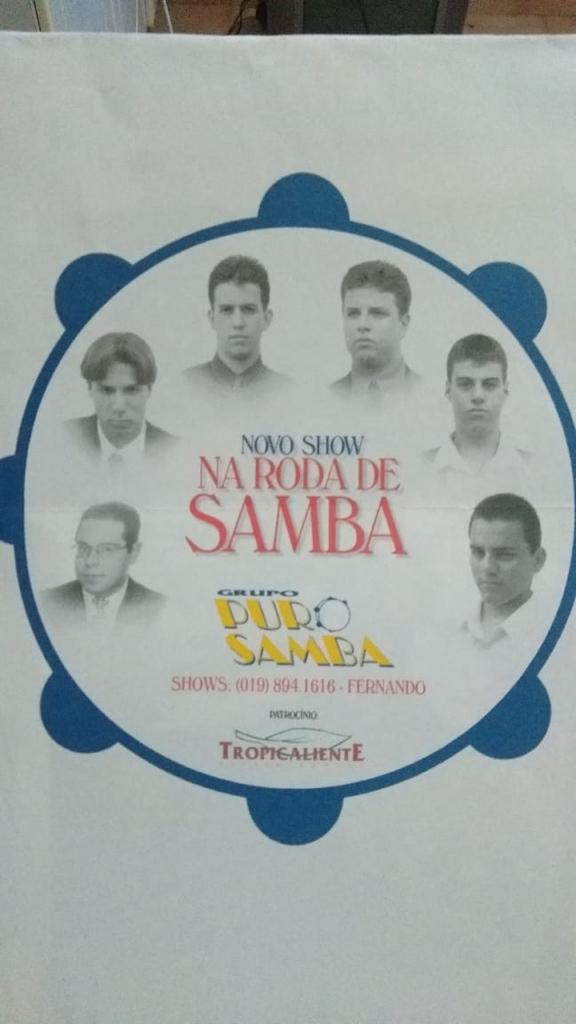 NOVO SHOW
NA RODA DE
SAMBA
GRUPO
PURO
SAMBA
SHOWS: (019) 894.1616 - FERNANDO
PATROCÍNIO:
TROPICALIENTE